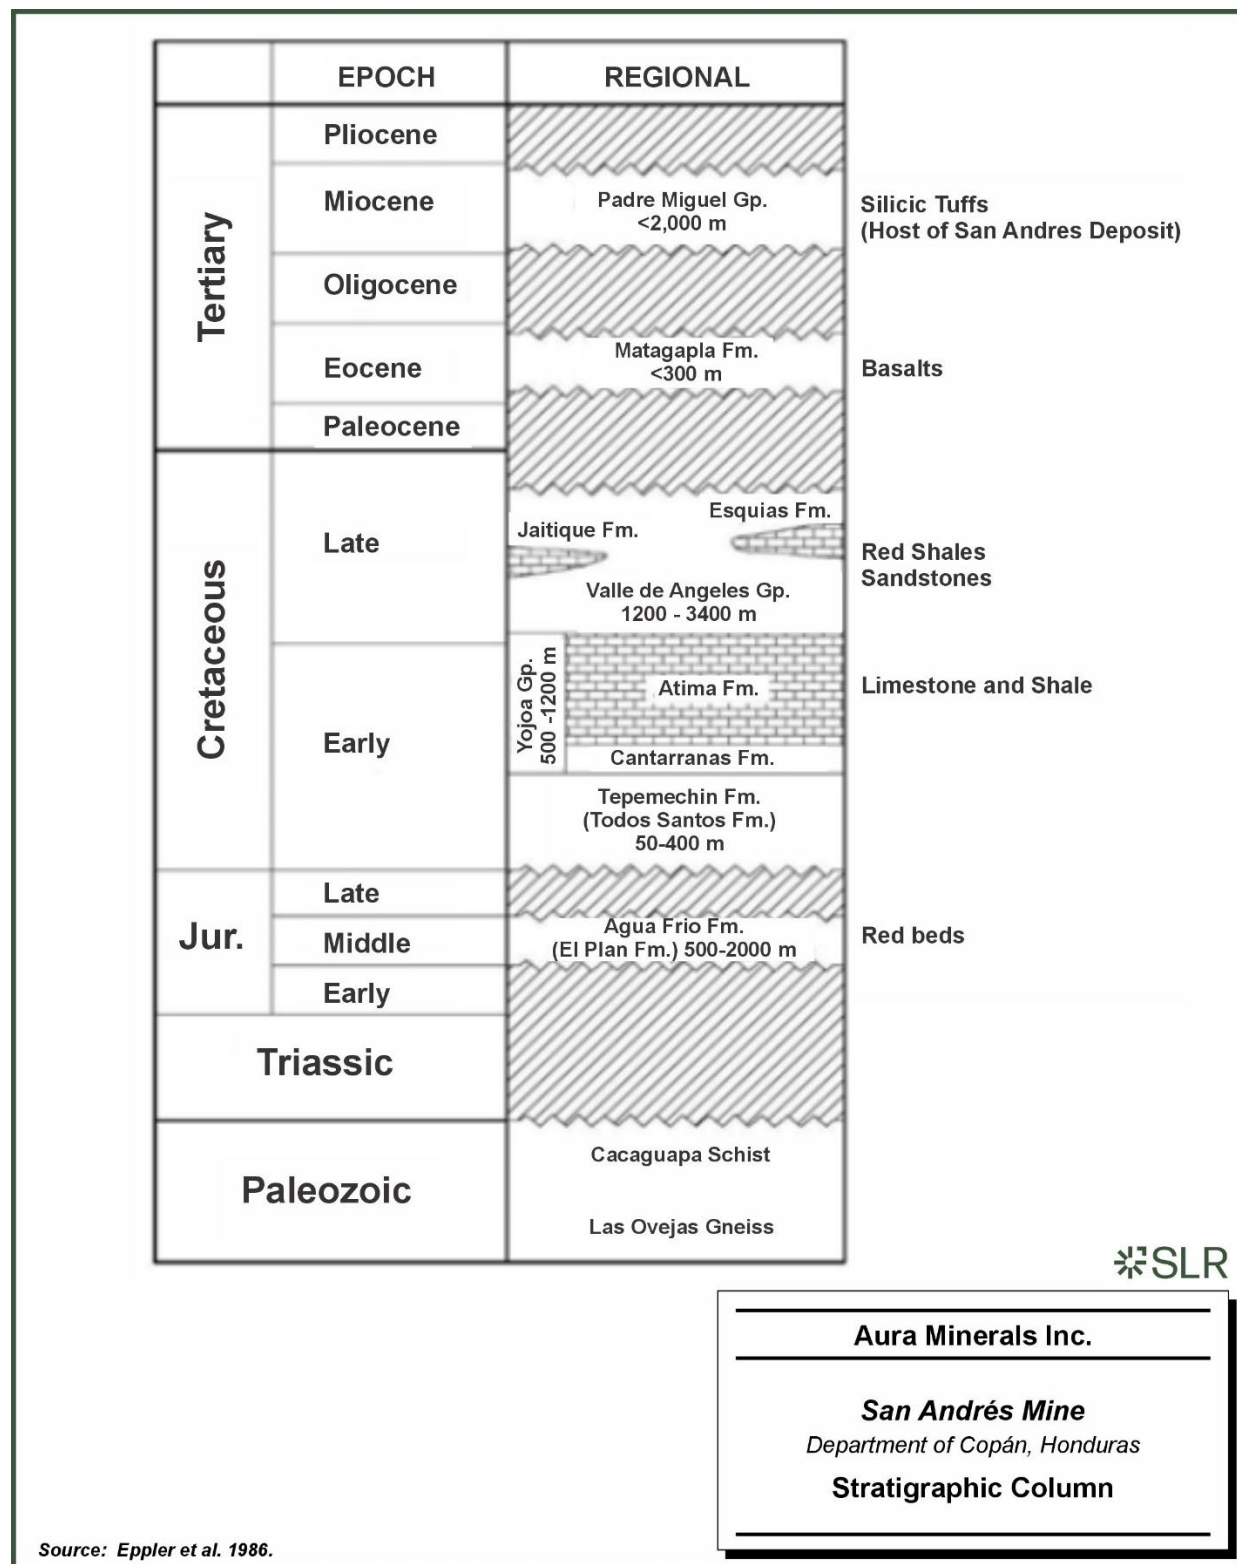 EPOCH
REGIONAL
Tertiary
Pliocene
Miocene
Padre Miguel Gp.
<2,000 m
Silicic Tuffs
(Host of San Andres Deposit)
Oligocene
Eocene
Matagapla Fm.
<300 m
Basalts
Paleocene
Cretaceous
Late
Esquias Fm.
Jaitique Fm.
Valle de Angeles Gp.
1200 - 3400 m
Red Shales
Sandstones
Early
Yojoa Gp.
500 -1200 m
Atima Fm.
Limestone and Shale
Cantarranas Fm.
Tepemechin Fm.
(Todos Santos Fm.)
50-400 m
Jur.
Late
Middle
Agua Frio Fm.
(El Plan Fm.) 500-2000 m
Red beds
Early
Triassic
Paleozoic
Cacaguapa Schist
Las Ovejas Gneiss
SLR
Aura Minerals Inc.
San Andrés Mine
Department of Copán, Honduras
Stratigraphic Column
Source: Eppler et al. 1986.